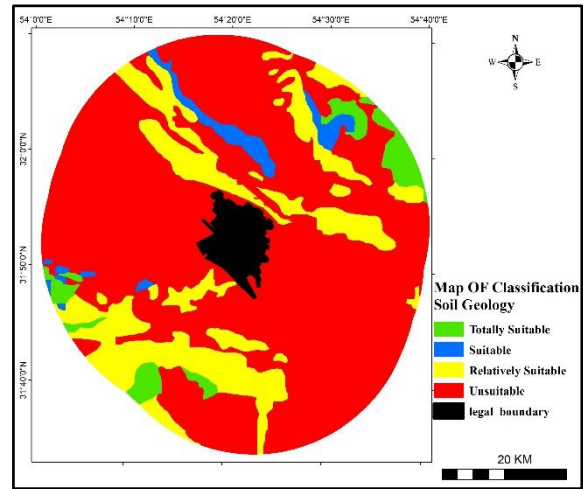 54°0'0"E 54°10'0"E 54°20'0"E 54°30'0"E 54°40'0"E
N
W E
S
32°0'0"N
31°50'0"N
31°40'0"N
Map OF Classification
Soil Geology
Totally Suitable
Suitable
Relatively Suitable
Unsuitable
legal boundary
20 KM